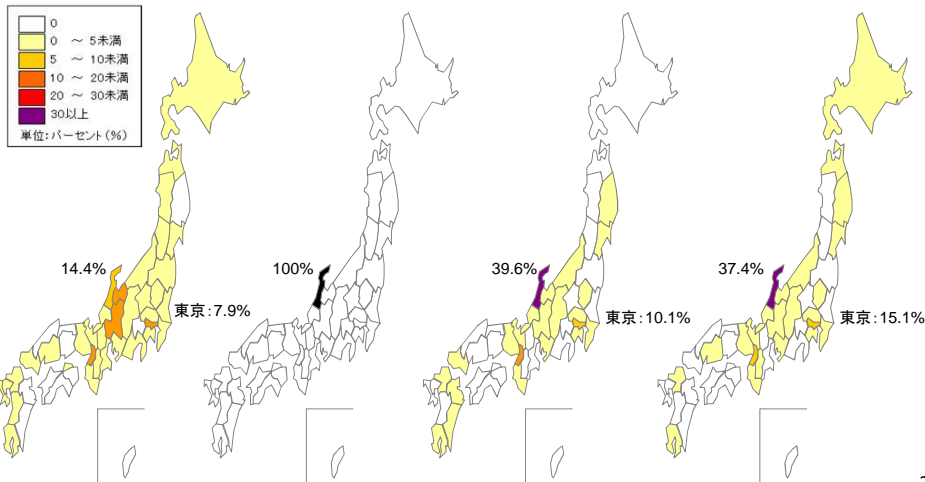 0
0 ～ 5未満
5 ～ 10未満
10 ～ 20未満
20 ～ 30未満
30以上
単位：パーセント（%）
14.4%
東京：7.9%
100%
39.6%
東京：10.1%
37.4%
東京：15.1%